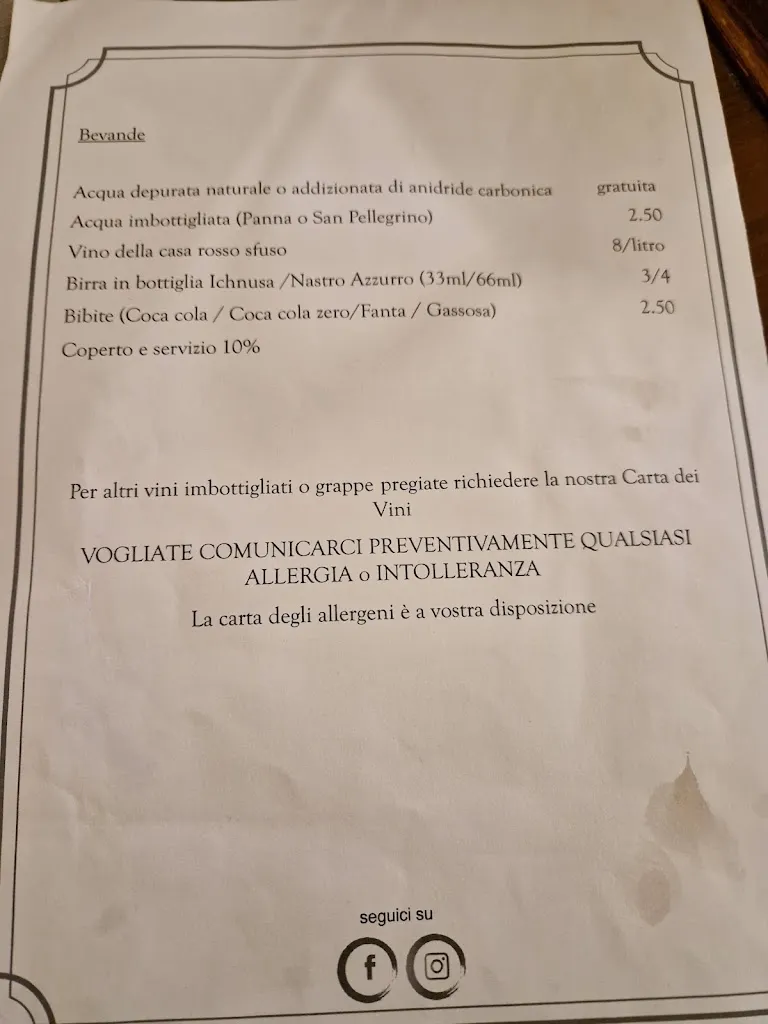 Bevande
Acqua depurata naturale o addizionata di anidride carbonica gratuita
Acqua imbottigliata (Panna o San Pellegrino) 2.50
Vino della casa rosso sfuso 8/litro
Birra in bottiglia Ichnusa /Nastro Azzurro (33ml/66ml) 3/4
Bibite (Coca cola / Coca cola zero/Fanta / Gassosa) 2.50
Coperto e servizio 10%
Per altri vini imbottigliati o grappe pregiate richiedere la nostra Carta dei
Vini
VOGLIATE COMUNICARCI PREVENTIVAMENTE QUALSIASI
ALLERGIA o INTOLLERANZA
La carta degli allergeni è a vostra disposizione
seguici su